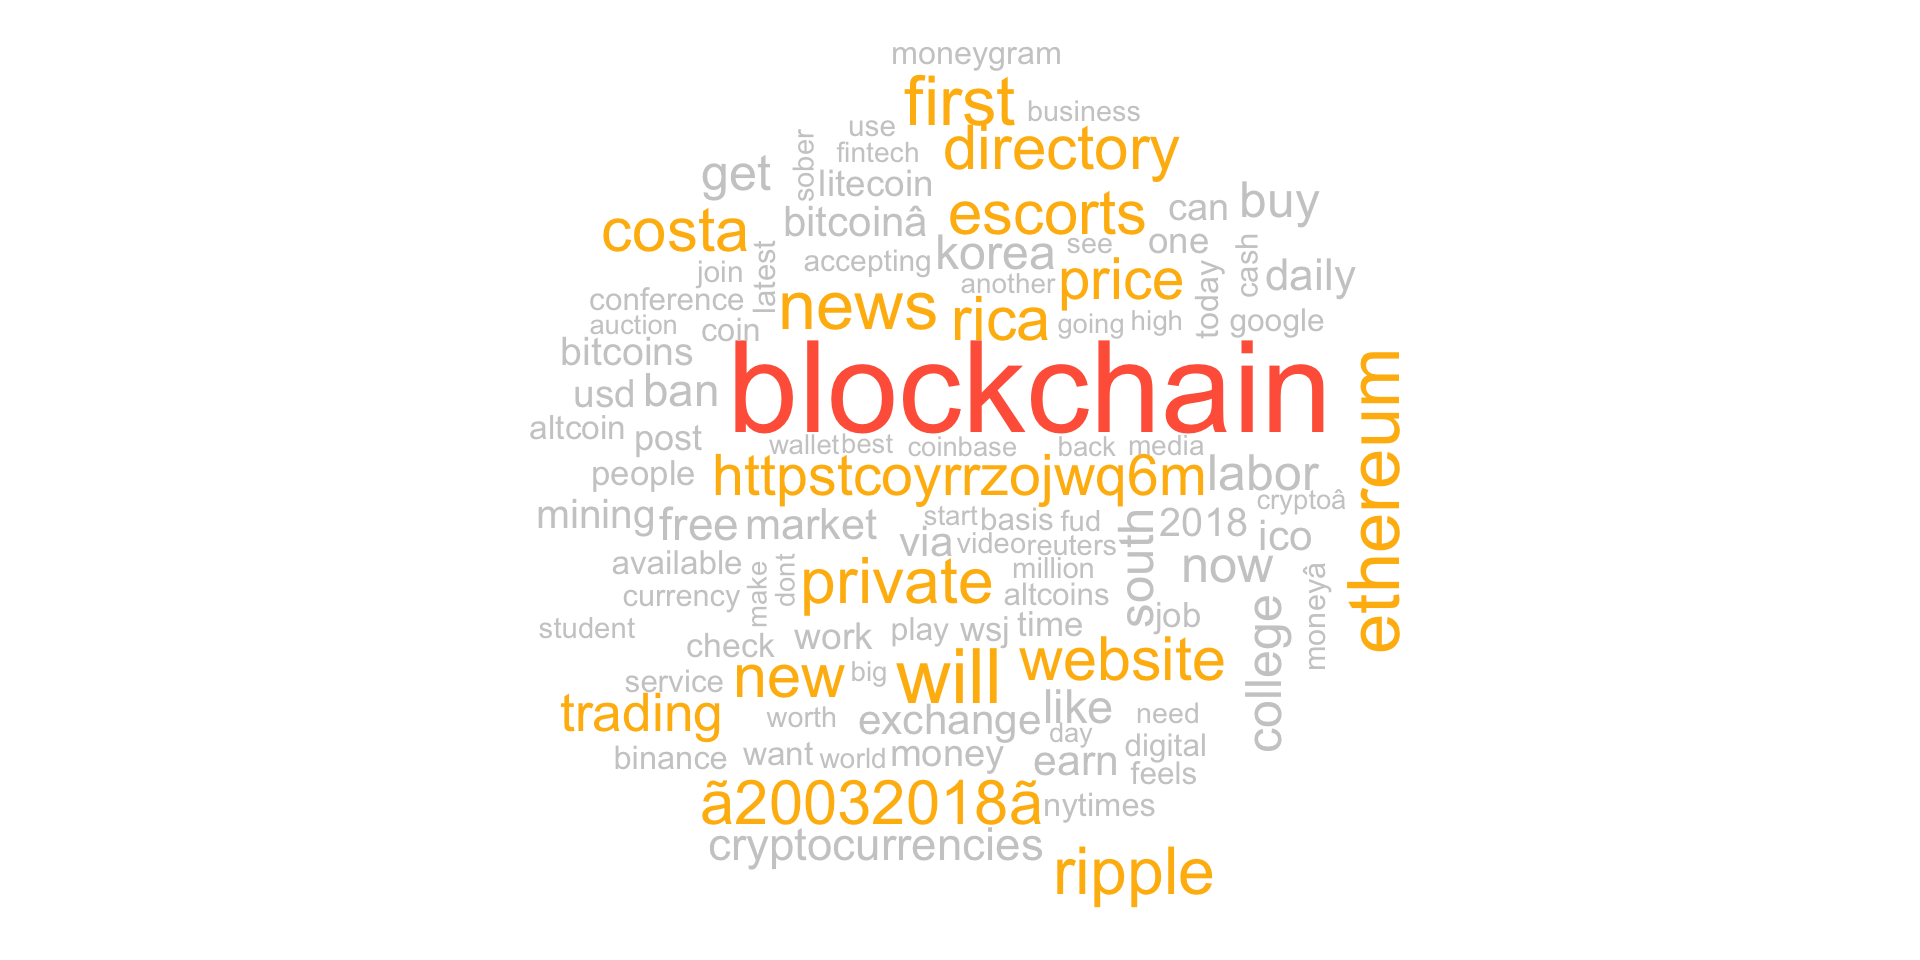 moneygram
first
business
use
directory
fintech
sober
get
litecoin
escorts
can
buy
costa
bitcoinâ
korea
see
one
accepting
latest
join
another
price
today
cash
daily
conference
news
rica
going
high
google
auction
coin
bitcoins
blockchain
ethereum
usd
ban
altcoin
post
wallet
best
coinbase
back
media
people
httpstcoyrrzojwq6m
labor
cryptoâ
mining
free
market
start
basis
fud
south
2018
ico
via
video
reuters
available
make
dont
private
million
now
currency
altcoins
moneyâ
student
work
play
wsj
time
job
college
check
new
big
will
website
service
trading
worth
exchange
like
need
day
binance
want
world
money
earn
digital
feels
ã20032018ã
nytimes
cryptocurrencies
ripple